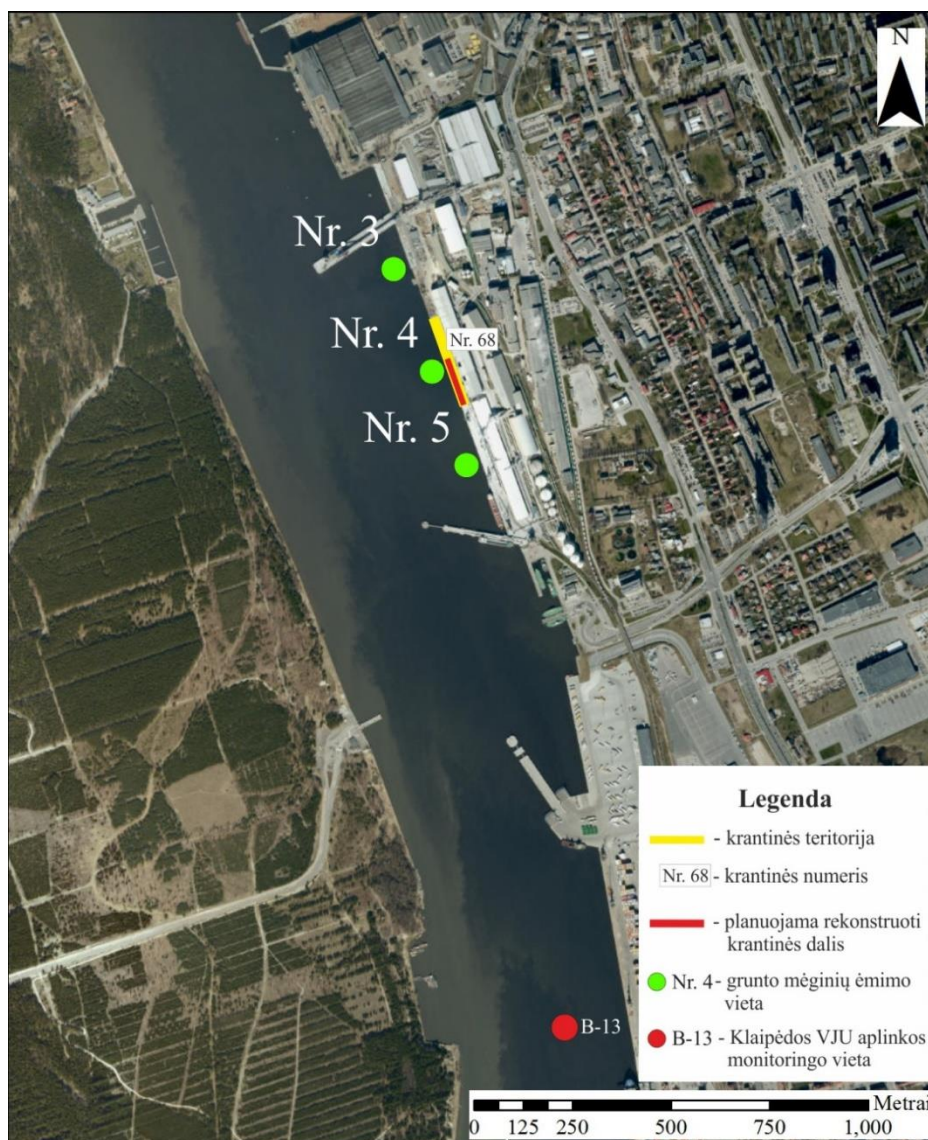 N
Nr. 3
Nr. 4
Nr. 68
Nr. 5
Legenda
- krantinės teritorija
Nr. 68 - krantinės numeris
- planuojama rekonstruoti
krantinės dalis
Nr. 4- grunto mėginių ėmimo
vieta
B-13 - Klaipėdos VJU aplinkos
monitoringo vieta
B-13
Metrai
0 125 250 500 750 1,000